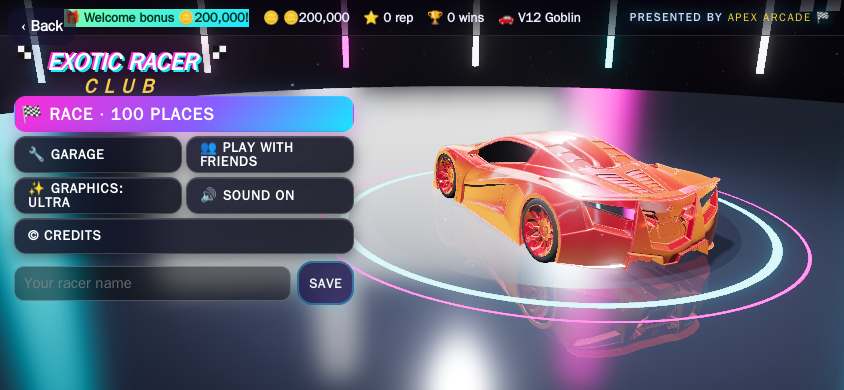 ‹ Back
Welcome bonus 200,000!
200,000
0 rep
0 wins
V12 Goblin
PRESENTED BY APEX ARCADE
EXOTIC RACER
CLUB
RACE · 100 PLACES
GARAGE
PLAY WITH
FRIENDS
GRAPHICS:
ULTRA
SOUND ON
© CREDITS
Your racer name
SAVE